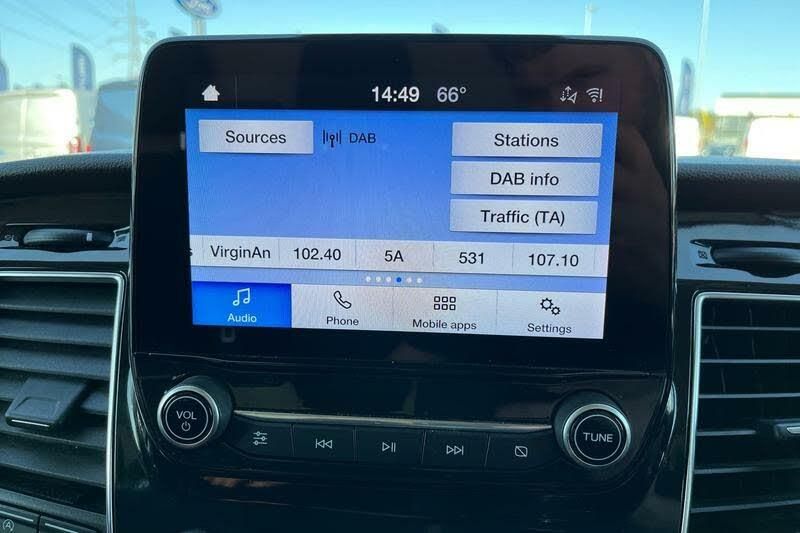 14:49 66°
Sources
DAB
Stations
DAB info
Traffic (TA)
VirginAn 102.40 5A 531 107.10
Audio
Phone
Mobile apps
Settings
VOL
TUNE